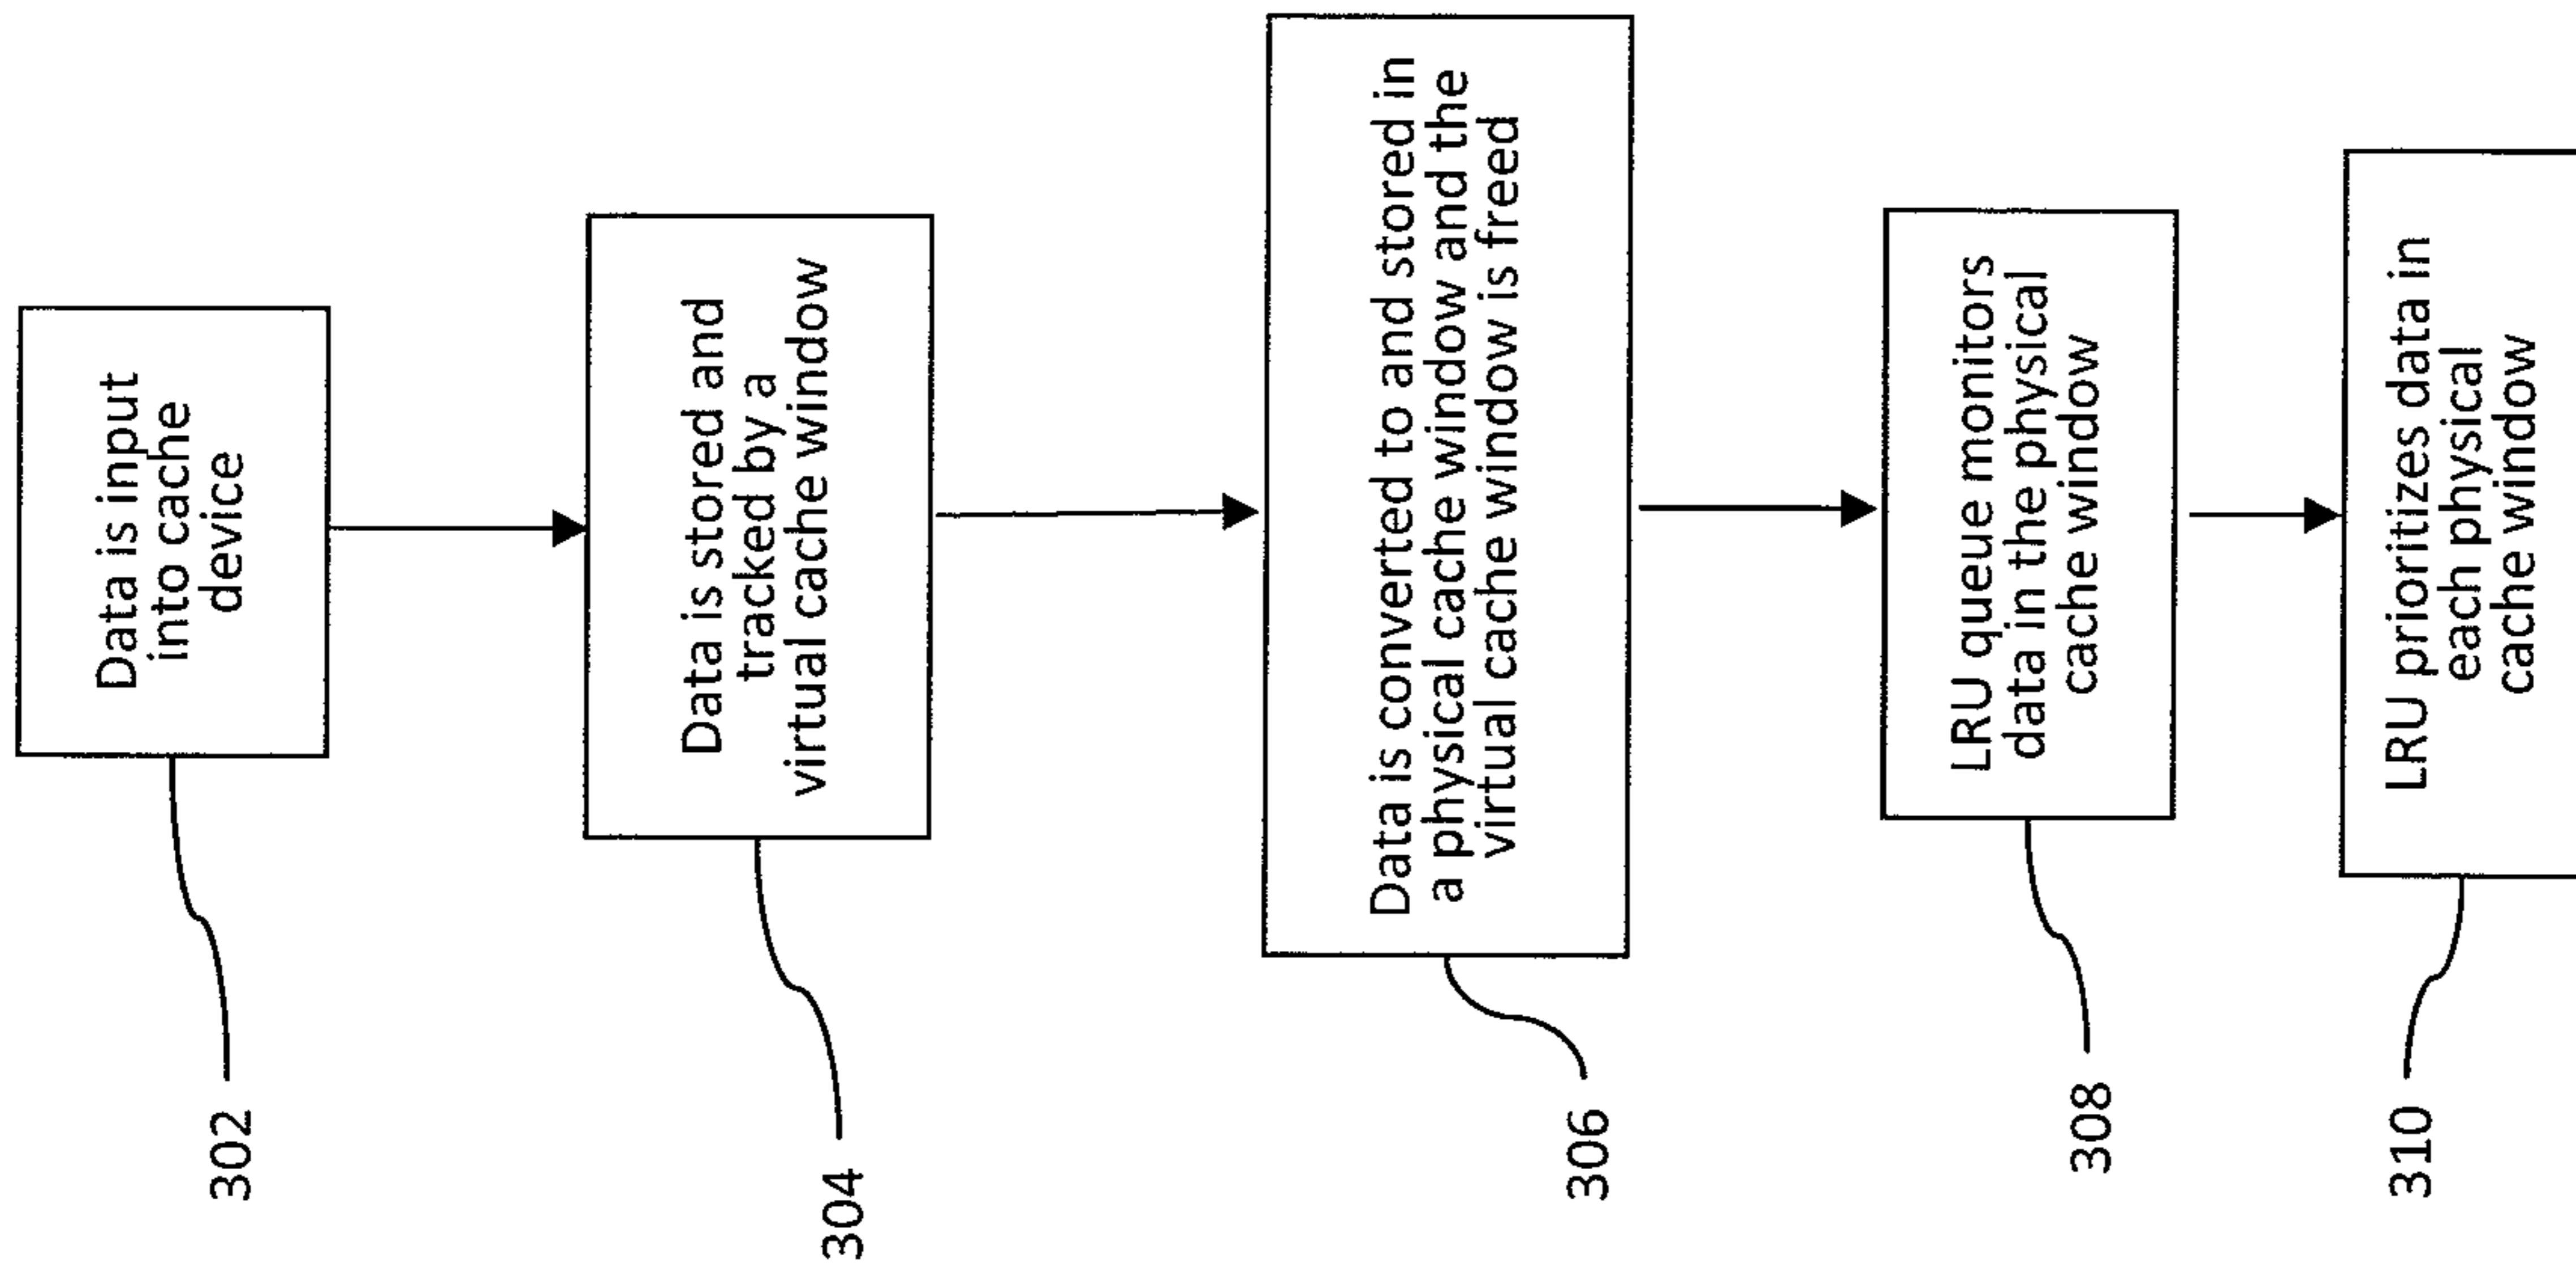 Data is input
into cache
device
302
Data is stored and
tracked by a
virtual cache window
304
Data is converted to and stored in
a physical cache window and the
virtual cache window is freed
306
LRU queue monitors
data in the physical
cache window
308
LRU prioritizes data in
each physical
cache window
310